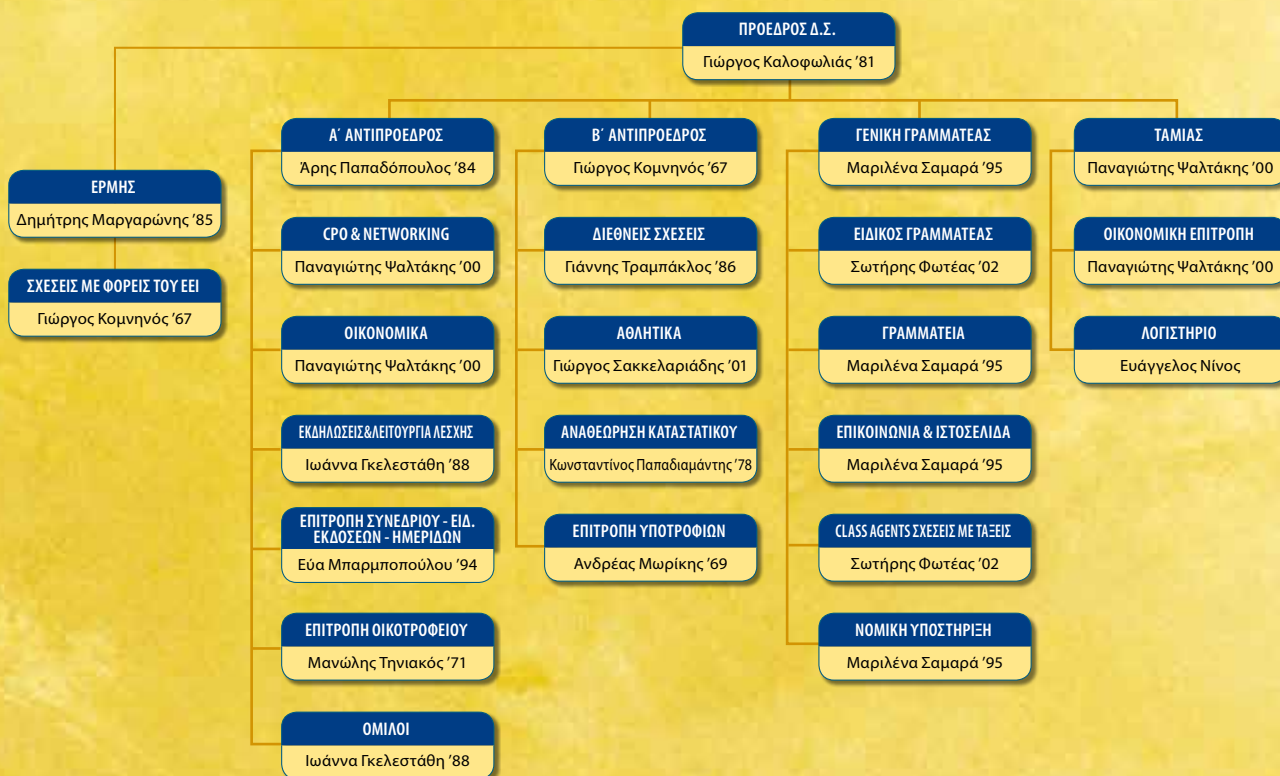 ΠΡΟΕΔΡΟΣ Δ.Σ.
Γιώργος Καλοφωλιάς ’81
ΕΡΜΗΣ
Δημήτρης Μαργαρώνης ’85
ΣΧΕΣΕΙΣ ΜΕ ΦΟΡΕΙΣ ΤΟΥ ΕΕΙ
Γιώργος Κομνηνός ’67
Α΄ ΑΝΤΙΠΡΟΕΔΡΟΣ
Άρης Παπαδόπουλος ’84
CPO & NETWORKING
Παναγιώτης Ψαλτάκης ’00
ΟΙΚΟΝΟΜΙΚΑ
Παναγιώτης Ψαλτάκης ’00
ΕΚΔΗΛΩΣΕΙΣ&ΛΕΙΤΟΥΡΓΙΑ ΛΕΣΧΗΣ
Ιωάννα Γκελεστάθη ’88
ΕΠΙΤΡΟΠΗ ΣΥΝΕΔΡΙΟΥ - ΕΙΔ.
ΕΚΔΟΣΕΩΝ - ΗΜΕΡΙΔΩΝ
Εύα Μπαρμποπούλου ’94
ΕΠΙΤΡΟΠΗ ΟΙΚΟΤΡΟΦΕΙΟΥ
Μανώλης Τηνιακός ’71
ΟΜΙΛΟΙ
Ιωάννα Γκελεστάθη ’88
Β΄ ΑΝΤΙΠΡΟΕΔΡΟΣ
Γιώργος Κομνηνός ’67
ΔΙΕΘΝΕΙΣ ΣΧΕΣΕΙΣ
Γιάννης Τραμπάκλος ’86
ΑΘΛΗΤΙΚΑ
Γιώργος Σακκελαριάδης ’01
ΑΝΑΘΕΩΡΗΣΗ ΚΑΤΑΣΤΑΤΙΚΟΥ
Κωνσταντίνος Παπαδιαμάντης ’78
ΕΠΙΤΡΟΠΗ ΥΠΟΤΡΟΦΙΩΝ
Ανδρέας Μωρίκης ’69
ΓΕΝΙΚΗ ΓΡΑΜΜΑΤΕΑΣ
Μαριλένα Σαμαρά ’95
ΕΙΔΙΚΟΣ ΓΡΑΜΜΑΤΕΑΣ
Σωτήρης Φωτέας ’02
ΓΡΑΜΜΑΤΕΙΑ
Μαριλένα Σαμαρά ’95
ΕΠΙΚΟΙΝΩΝΙΑ & ΙΣΤΟΣΕΛΙΔΑ
Μαριλένα Σαμαρά ’95
CLASS AGENTS ΣΧΕΣΕΙΣ ΜΕ ΤΑΞΕΙΣ
Σωτήρης Φωτέας ’02
ΝΟΜΙΚΗ ΥΠΟΣΤΗΡΙΞΗ
Μαριλένα Σαμαρά ’95
ΤΑΜΙΑΣ
Παναγιώτης Ψαλτάκης ’00
ΟΙΚΟΝΟΜΙΚΗ ΕΠΙΤΡΟΠΗ
Παναγιώτης Ψαλτάκης ’00
ΛΟΓΙΣΤΗΡΙΟ
Ευάγγελος Νίνος